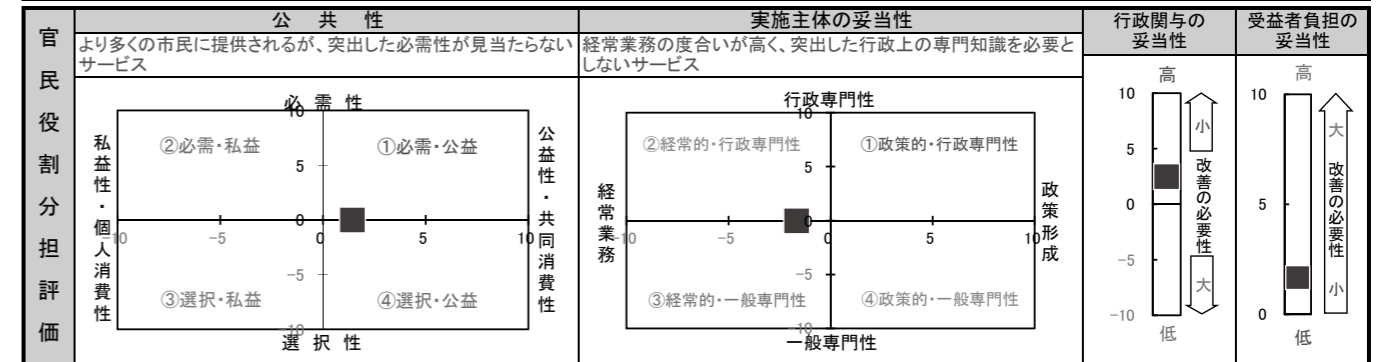 官民役割分担評価
公共性
より多くの市民に提供されるが、突出した必需性が見当たらない
サービス
必需性
10
私益性・個人消費性
②必需・私益
①必需・公益
公益性・共同消費性
5
0
-10
-5
0
5
10
-5
③選択・私益
④選択・公益
-10
選択性
実施主体の妥当性
経常業務の度合いが高く、突出した行政上の専門知識を必要と
しないサービス
行政専門性
10
②経常的・行政専門性
①政策的・行政専門性
5
経常業務
政策形成
0
-10
-5
0
5
10
-5
③経常的・一般専門性
④政策的・一般専門性
-10
一般専門性
行政関与の
妥当性
高
10
5
0
-5
-10
小
改善の必要性
大
低
受益者負担の
妥当性
高
10
5
0
大
改善の必要性
小
低